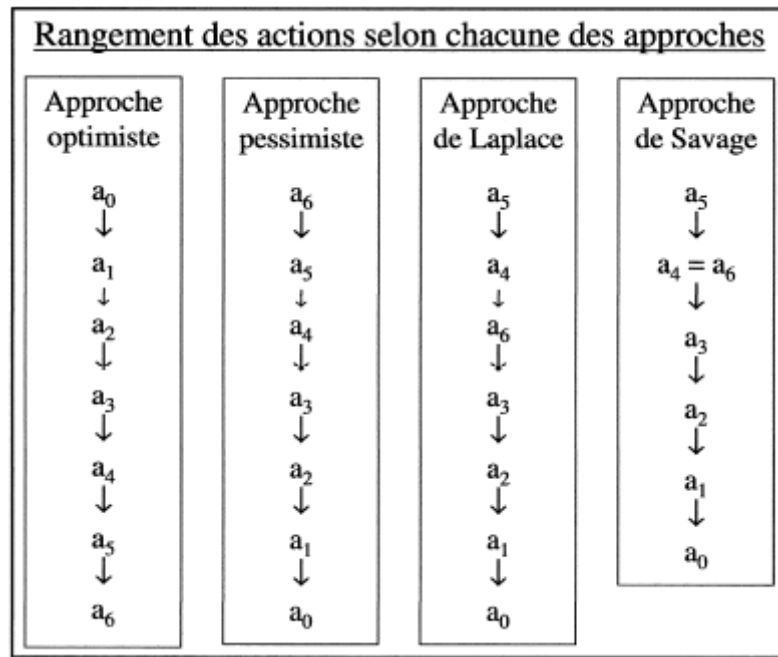 Rangement des actions selon chacune des approches
Approche
optimiste
a₀
↓
a₁
↓
a₂
↓
a₃
↓
a₄
↓
a₅
↓
a₆
Approche
pessimiste
a₆
↓
a₅
↓
a₄
↓
a₃
↓
a₂
↓
a₁
↓
a₀
Approche
de Laplace
a₅
↓
a₄
↓
a₆
↓
a₃
↓
a₂
↓
a₁
↓
a₀
Approche
de Savage
a₅
↓
a₄ = a₆
↓
a₃
↓
a₂
↓
a₁
↓
a₀